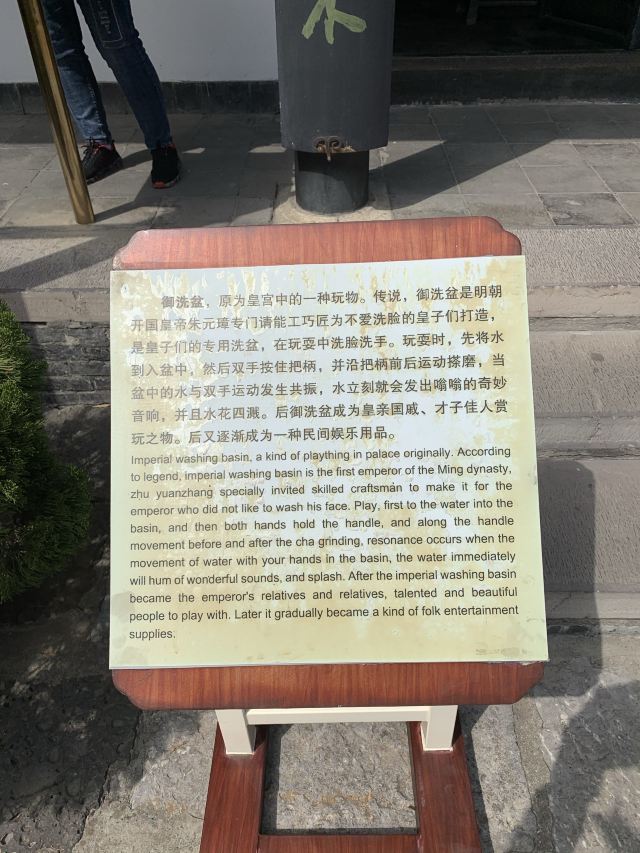 御洗盆，原为皇宫中的一种玩物。传说，御洗盆是明朝
开国皇帝朱元璋专门请能工巧匠为不爱洗脸的皇子们打造，
是皇子们的专用洗盆，在玩耍中洗脸洗手。玩耍时，先将水
到入盆中，然后双手按住把柄，并沿把柄前后运动搽磨，当
盆中的水与双手运动发生共振，水立刻就会发出嗡嗡的奇妙
音响，并且水花四溅。后御洗盆成为皇亲国戚、才子佳人赏
玩之物。后又逐渐成为一种民间娱乐用品。
Imperial washing basin, a kind of plaything in palace originally. According
to legend, imperial washing basin is the first emperor of the Ming dynasty,
zhu yuanzhang specially invited skilled craftsman to make it for the
emperor who did not like to wash his face. Play, first to the water into the
basin, and then both hands hold the handle, and along the handle
movement before and after the cha grinding, resonance occurs when the
movement of water with your hands in the basin, the water immediately
will hum of wonderful sounds, and splash. After the imperial washing basin
became the emperor's relatives and relatives, talented and beautiful
people to play with. Later it gradually became a kind of folk entertainment
supplies.